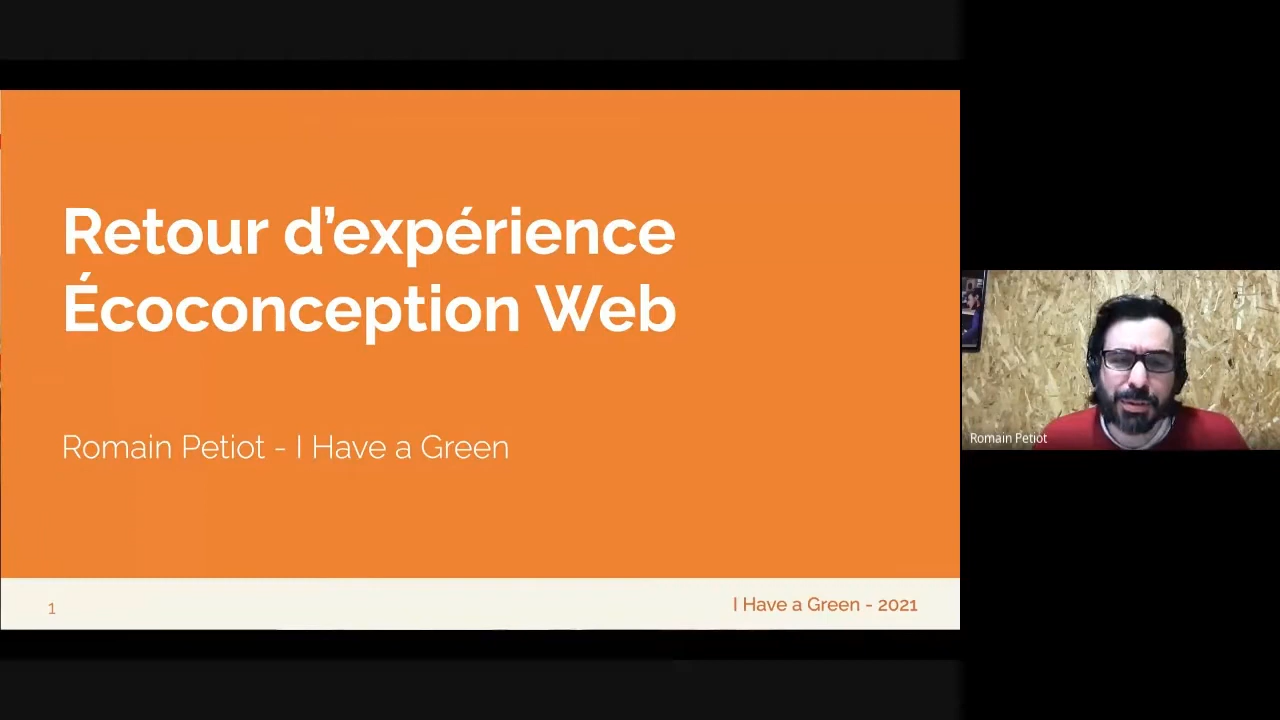 Retour d’expérience
Écoconception Web
Romain Petiot - I Have a Green
1
I Have a Green - 2021
Romain Petiot